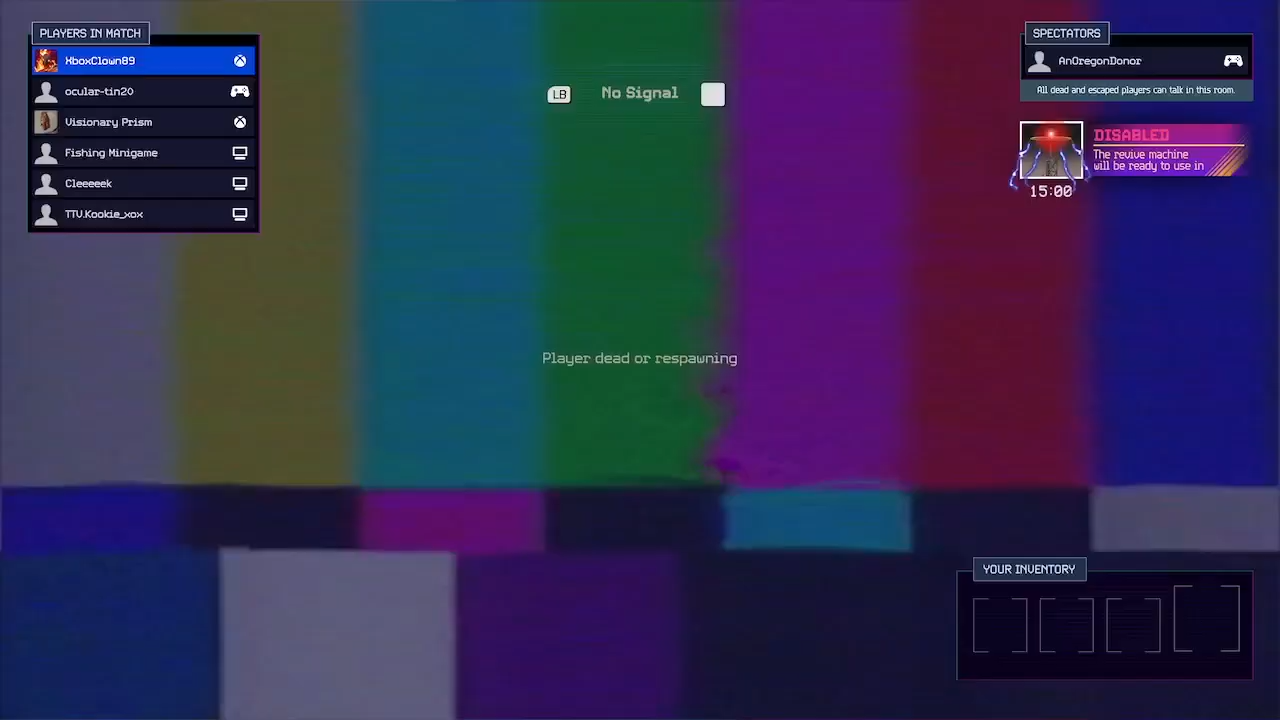 PLAYERS IN MATCH
XboxClown89
ocular-tin20
Visionary Prism
Fishing Minigame
Cleeeeek
TTV.Kookie_xox
LB No Signal
SPECTATORS
AnOregonDonor
All dead and escaped players can talk in this room.
DISABLED
The revive machine
will be ready to use in
15:00
Player dead or respawning
YOUR INVENTORY